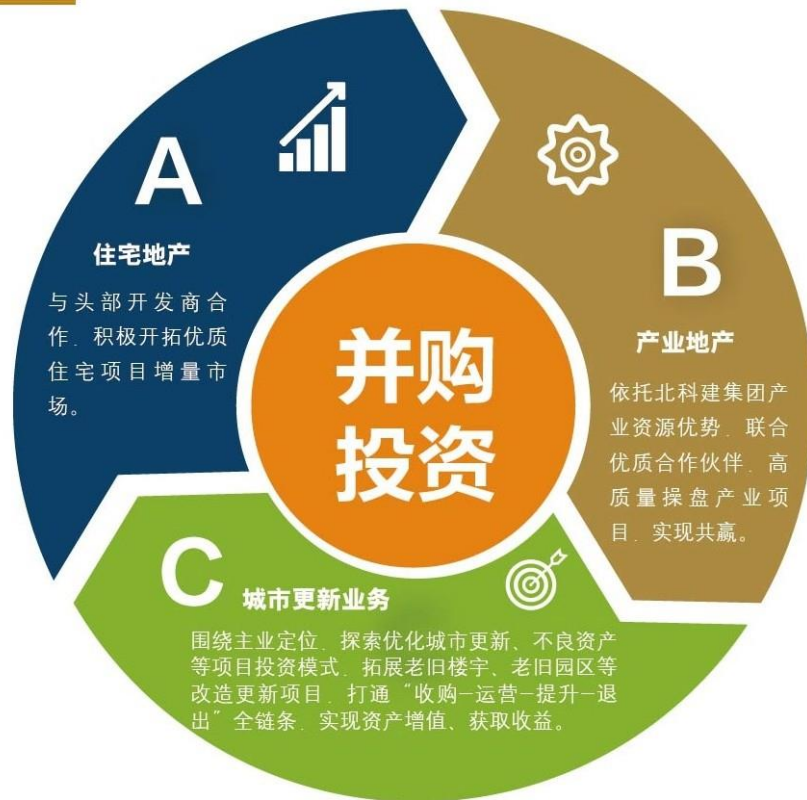 A
住宅地产
与头部开发商合
作，积极开拓优质
住宅项目增量市
场。
B
产业地产
依托北科建集团产
业资源优势，联合
优质合作伙伴，高
质量操盘产业项
目，实现共赢。
并购
投资
C
城市更新业务
围绕主业定位，探索优化城市更新、不良资产
等项目投资模式，拓展老旧楼宇、老旧园区等
改造更新项目，打通“收购—运营—提升—退
出”全链条，实现资产增值、获取收益。